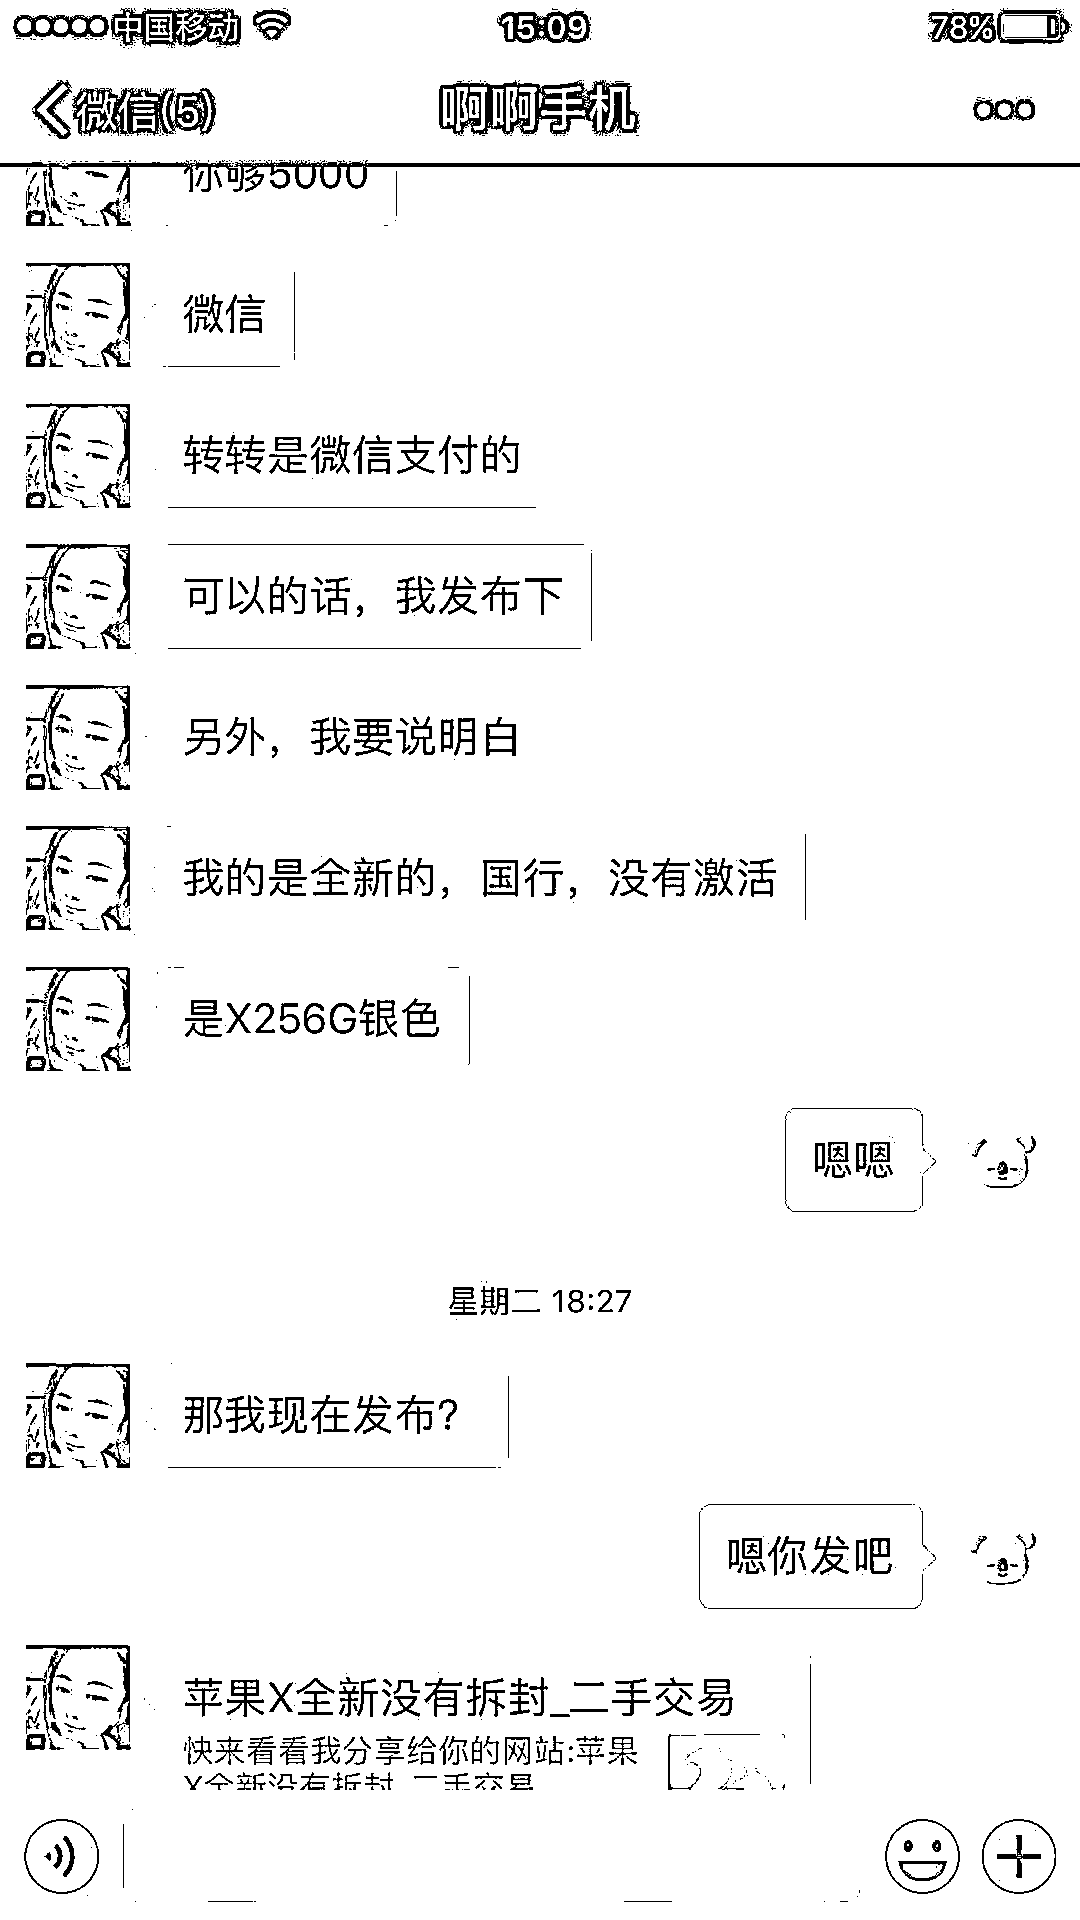 中国移动
15:09
78%
微信(5)
啊啊手机
你够5000
微信
转转是微信支付的
可以的话，我发布下
另外，我要说明白
我的是全新的，国行，没有激活
是X256G银色
嗯嗯
星期二 18:27
那我现在发布？
嗯你发吧
苹果X全新没有拆封_二手交易
快来看看我分享给你的网站:苹果
X全新没有拆封_二手交易